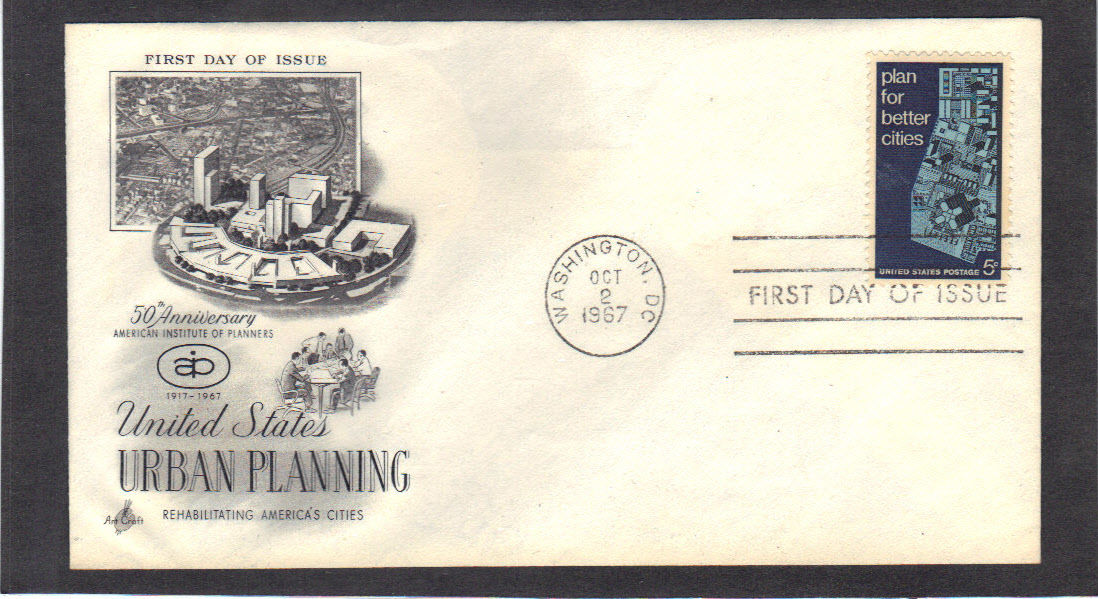 FIRST DAY OF ISSUE
50th Anniversary
AMERICAN INSTITUTE OF PLANNERS
aip
1917-1967
United States
URBAN PLANNING
REHABILITATING AMERICA'S CITIES
Art Craft
WASHINGTON, DC
OCT
2
1967
plan
for
better
cities
UNITED STATES POSTAGE 5c
FIRST DAY OF ISSUE